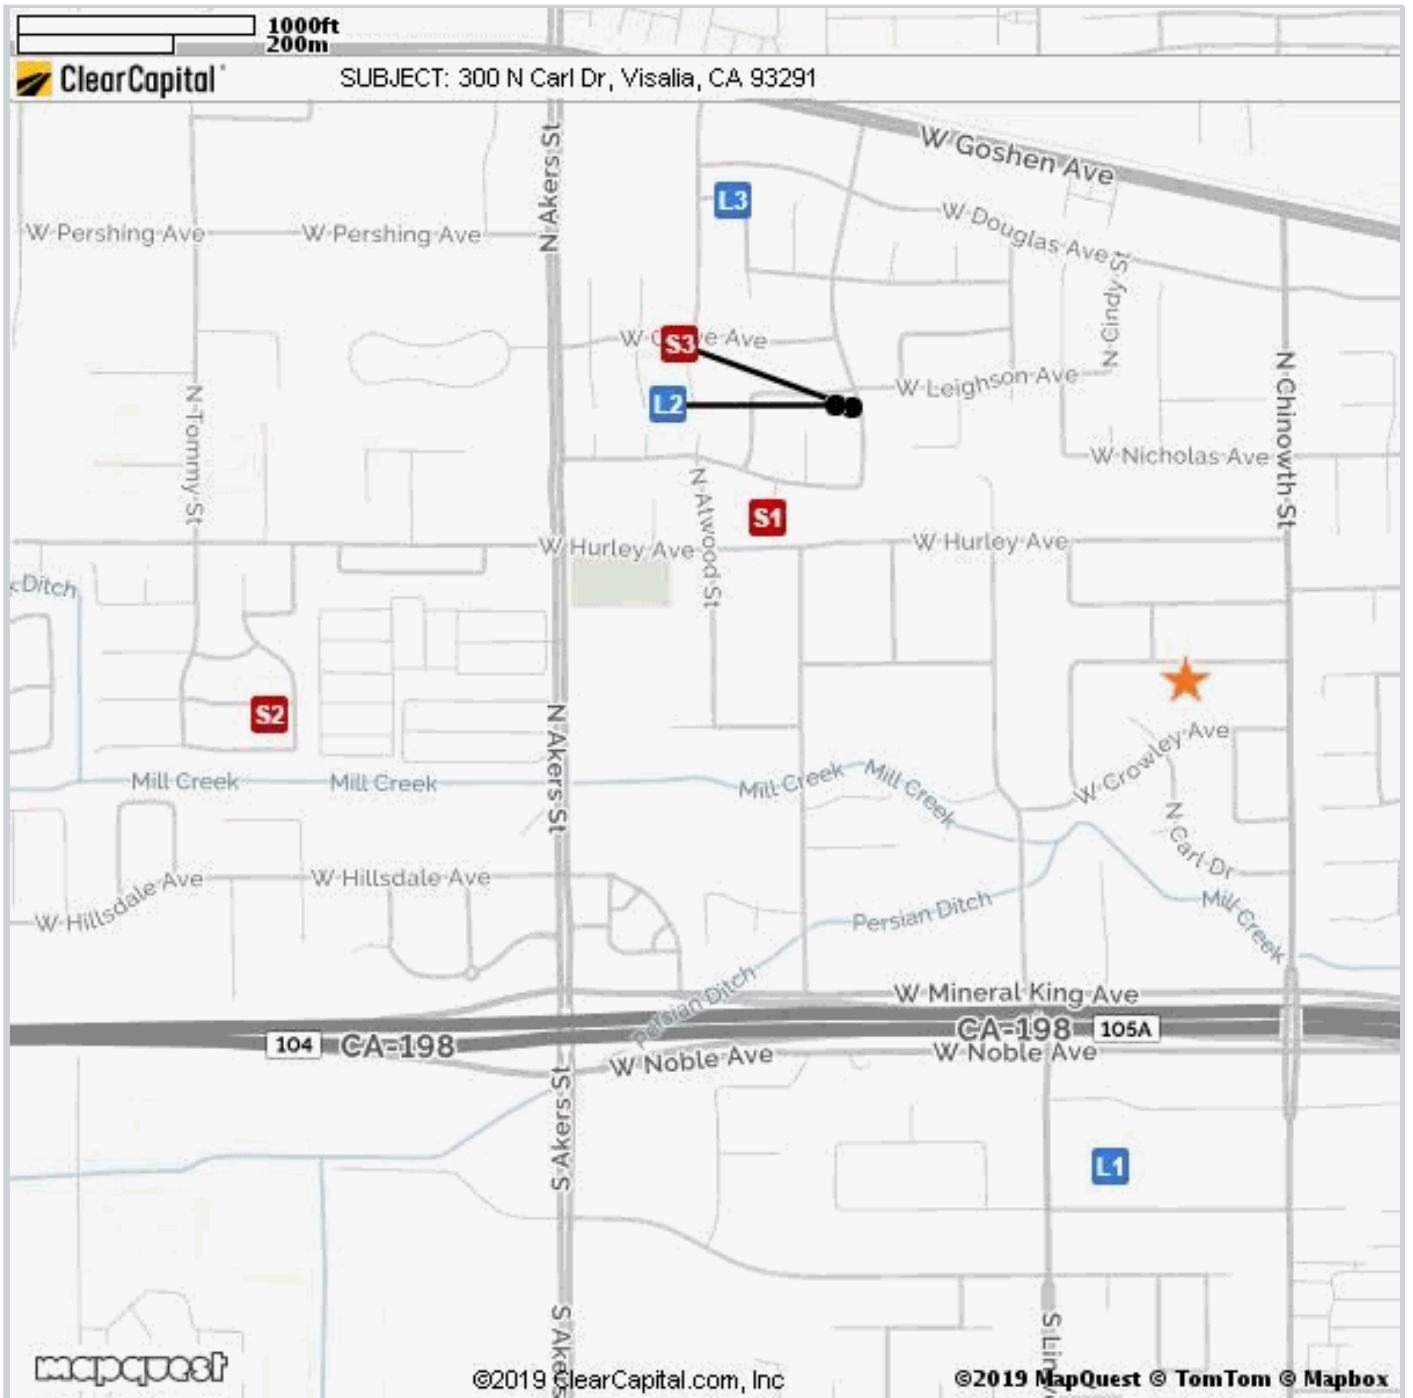 1000ft
200m
ClearCapital
SUBJECT: 300 N Carl Dr, Visalia, CA 93291
W Goshen Ave
N Akers St
L3
W Pershing Ave
W Pershing Ave
W Douglas Ave
N Cindy St
S3
N Chinowth St
N Tommy St
W Leighson Ave
L2
W Nicholas Ave
N Atwood St
S1
W Hurley Ave
W Hurley Ave
Ditch
S2
N Akers St
W Crowley Ave
Mill Creek
Mill Creek
Mill Creek
Mill Creek
N Carl Dr
W Hillsdale Ave
W Hillsdale Ave
Persian Ditch
Mill Creek
Persian Ditch
W Mineral King Ave
104
CA-198
CA-198
105A
W Noble Ave
W Noble Ave
S Akers St
L1
S Akers
mapquest
©2019 ClearCapital.com, Inc
©2019 MapQuest © TomTom © Mapbox